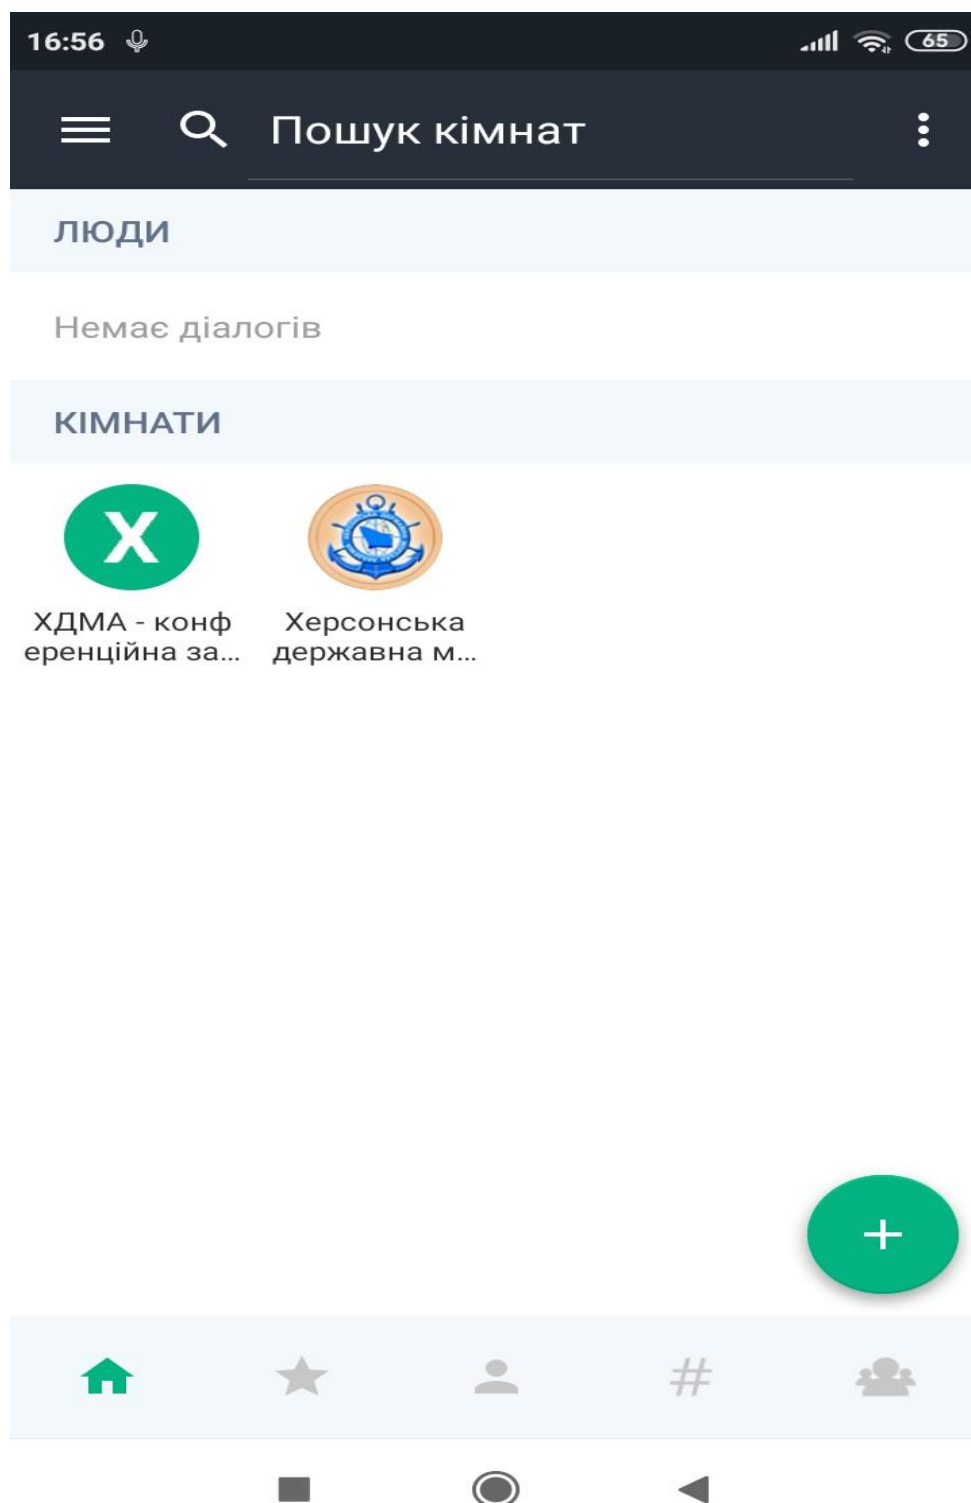 16:56
65
Пошук кімнат
ЛЮДИ
Немає діалогів
КІМНАТИ
X
ХДМА - конф
еренційна за...
Херсонська
державна м...
#